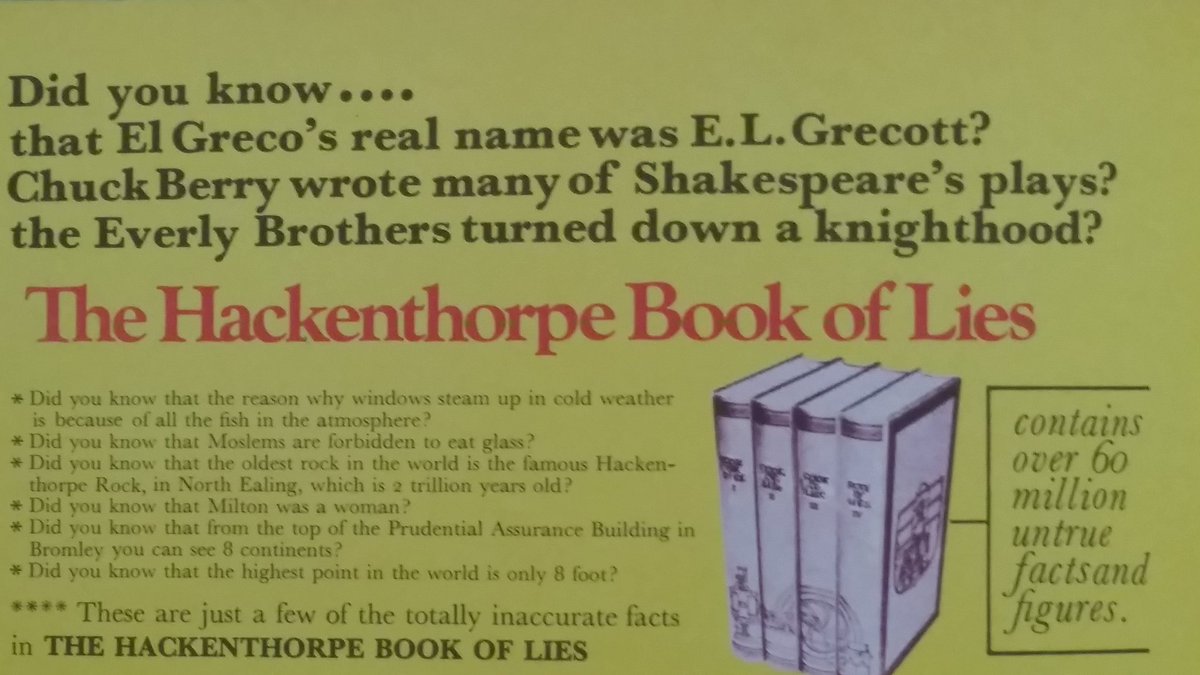 Did you know....
that El Greco's real name was E.L. Grecott?
Chuck Berry wrote many of Shakespeare's plays?
the Everly Brothers turned down a knighthood?
The Hackenthorpe Book of Lies
* Did you know that the reason why windows steam up in cold weather
is because of all the fish in the atmosphere?
* Did you know that Moslems are forbidden to eat glass?
* Did you know that the oldest rock in the world is the famous Hacken-
thorpe Rock, in North Ealing, which is 2 trillion years old?
* Did you know that Milton was a woman?
* Did you know that from the top of the Prudential Assurance Building in
Bromley you can see 8 continents?
* Did you know that the highest point in the world is only 8 foot?
**** These are just a few of the totally inaccurate facts
in THE HACKENTHORPE BOOK OF LIES
contains
over 60
million
untrue
facts and
figures.